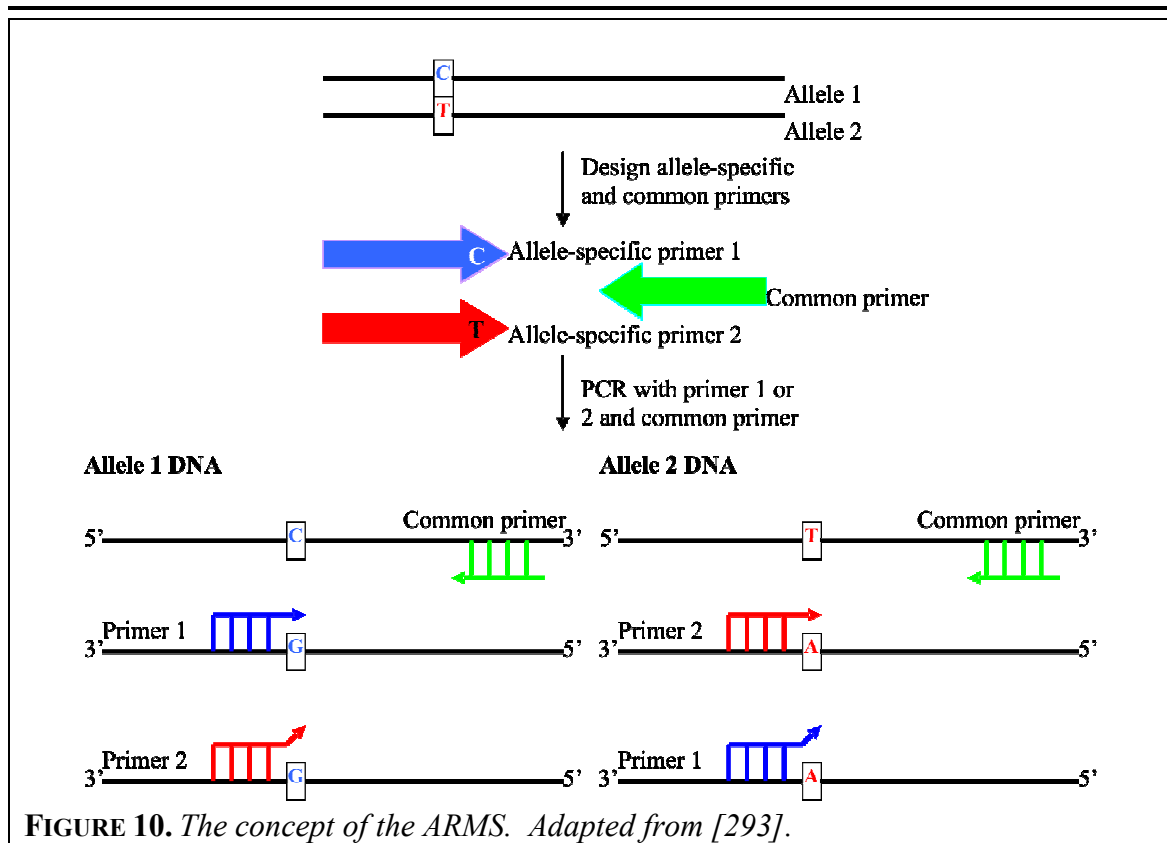 C
Allele 1
T
Allele 2
Design allele-specific
and common primers
C
Allele-specific primer 1
Common primer
T
Allele-specific primer 2
PCR with primer 1 or
2 and common primer
Allele 1 DNA
Allele 2 DNA
Common primer
5’ C 3’
Common primer
5’ T 3’
Primer 1
3’ G 5’
Primer 2
3’ A 5’
Primer 2
3’ G 5’
Primer 1
3’ A 5’
FIGURE 10. The concept of the ARMS. Adapted from [293].